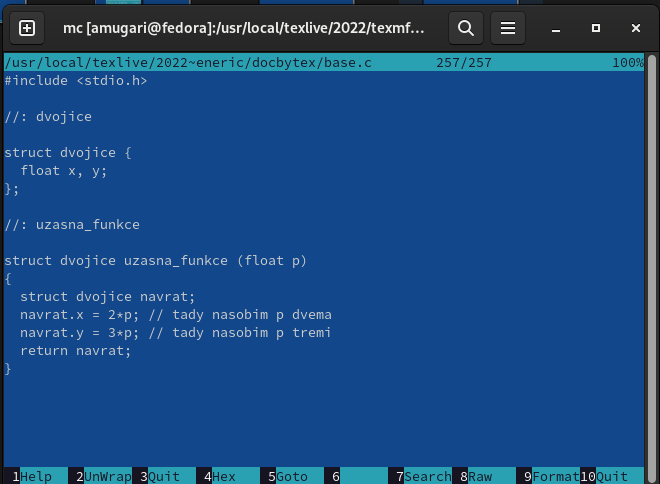 mc [amugari@fedora]:/usr/local/texlive/2022/texmf...
/usr/local/texlive/2022~eneric/docbytex/base.c 257/257 100%
#include <stdio.h>
//: dvojice
struct dvojice {
  float x, y;
};
//: uzasna_funkce
struct dvojice uzasna_funkce (float p)
{
  struct dvojice navrat;
  navrat.x = 2*p; // tady nasobim p dvema
  navrat.y = 3*p; // tady nasobim p tremi
  return navrat;
}
1Help 2UnWrap 3Quit 4Hex 5Goto 6 7Search 8Raw 9Format 10Quit